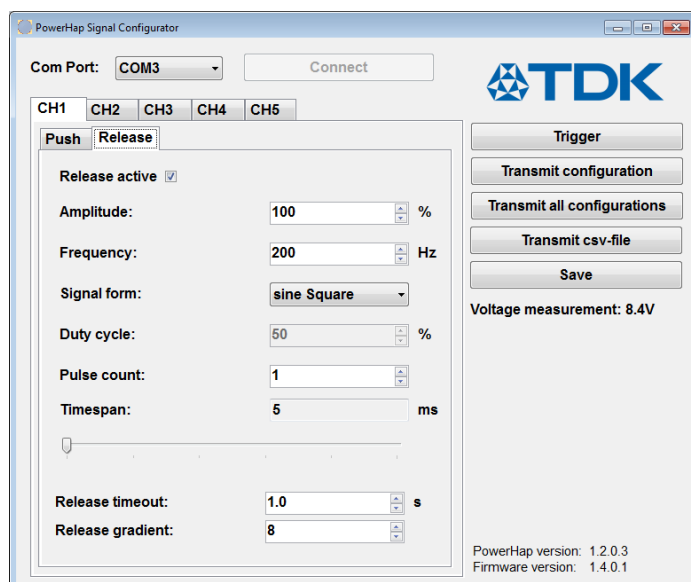 PowerHap Signal Configurator
Com Port: COM3 Connect
TDK
CH1 CH2 CH3 CH4 CH5
Push Release
Release active
Amplitude: 100 %
Frequency: 200 Hz
Signal form: sine Square
Duty cycle: 50 %
Pulse count: 1
Timespan: 5 ms
Release timeout: 1.0 s
Release gradient: 8
Trigger
Transmit configuration
Transmit all configurations
Transmit csv-file
Save
Voltage measurement: 8.4V
PowerHap version: 1.2.0.3
Firmware version: 1.4.0.1